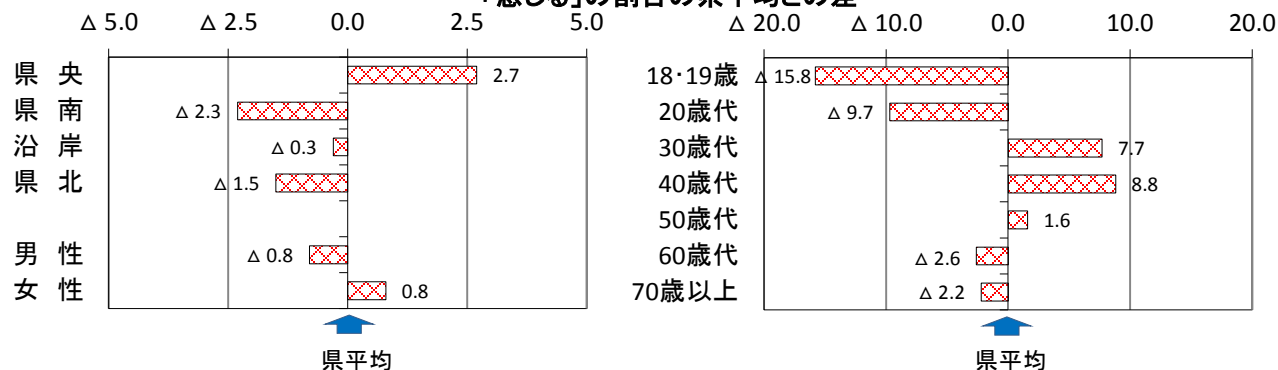 「感じる」の割合の県平均との差
△ 5.0 △ 2.5 0.0 2.5 5.0
県 央 2.7
県 南 △ 2.3
沿 岸 △ 0.3
県 北 △ 1.5
男 性 △ 0.8
女 性 0.8
県平均
△ 20.0 △ 10.0 0.0 10.0 20.0
18・19歳 △ 15.8
20歳代 △ 9.7
30歳代 7.7
40歳代 8.8
50歳代 1.6
60歳代 △ 2.6
70歳以上 △ 2.2
県平均